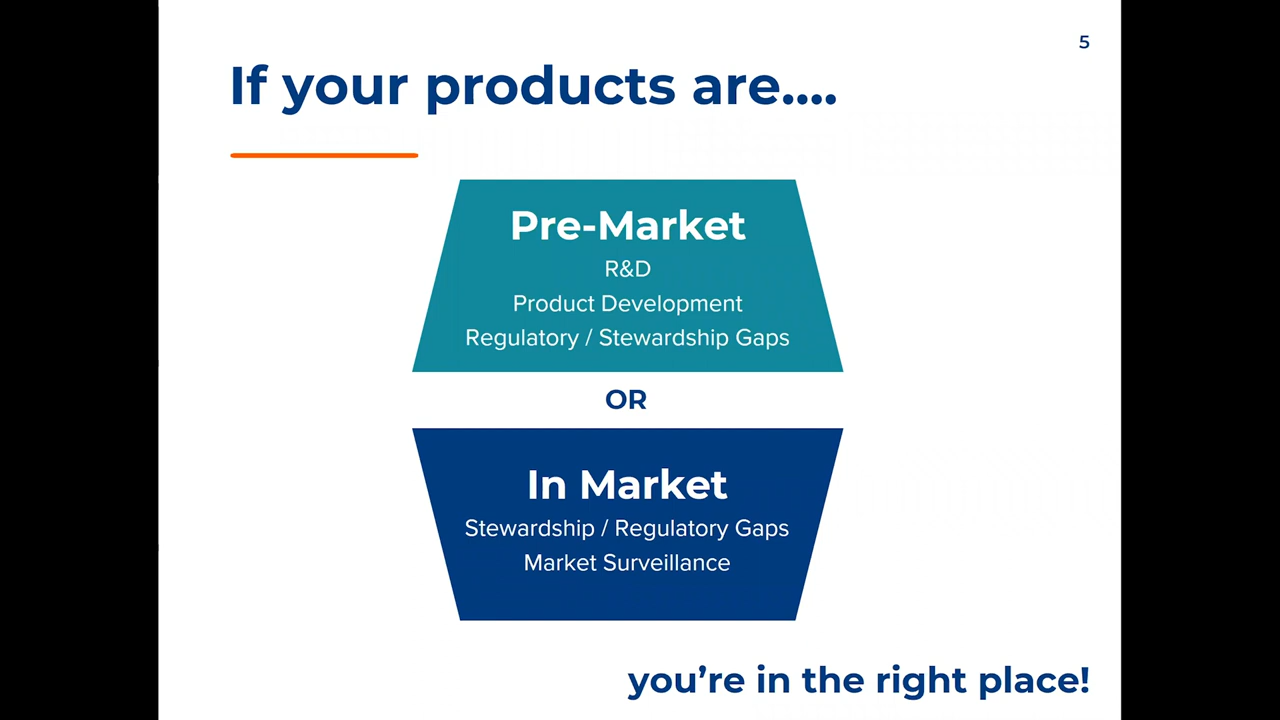 5
If your products are....
Pre-Market
R&D
Product Development
Regulatory / Stewardship Gaps
OR
In Market
Stewardship / Regulatory Gaps
Market Surveillance
you’re in the right place!